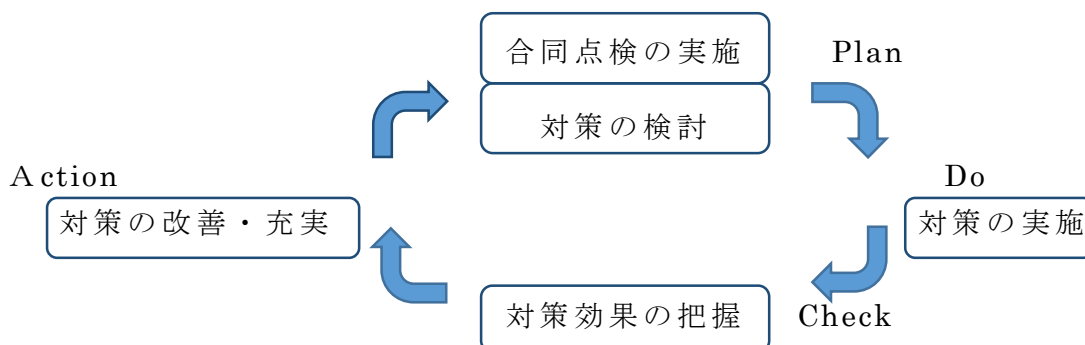 合同点検の実施
Plan
対策の検討
Action
Do
対策の改善・充実
対策の実施
対策効果の把握
Check